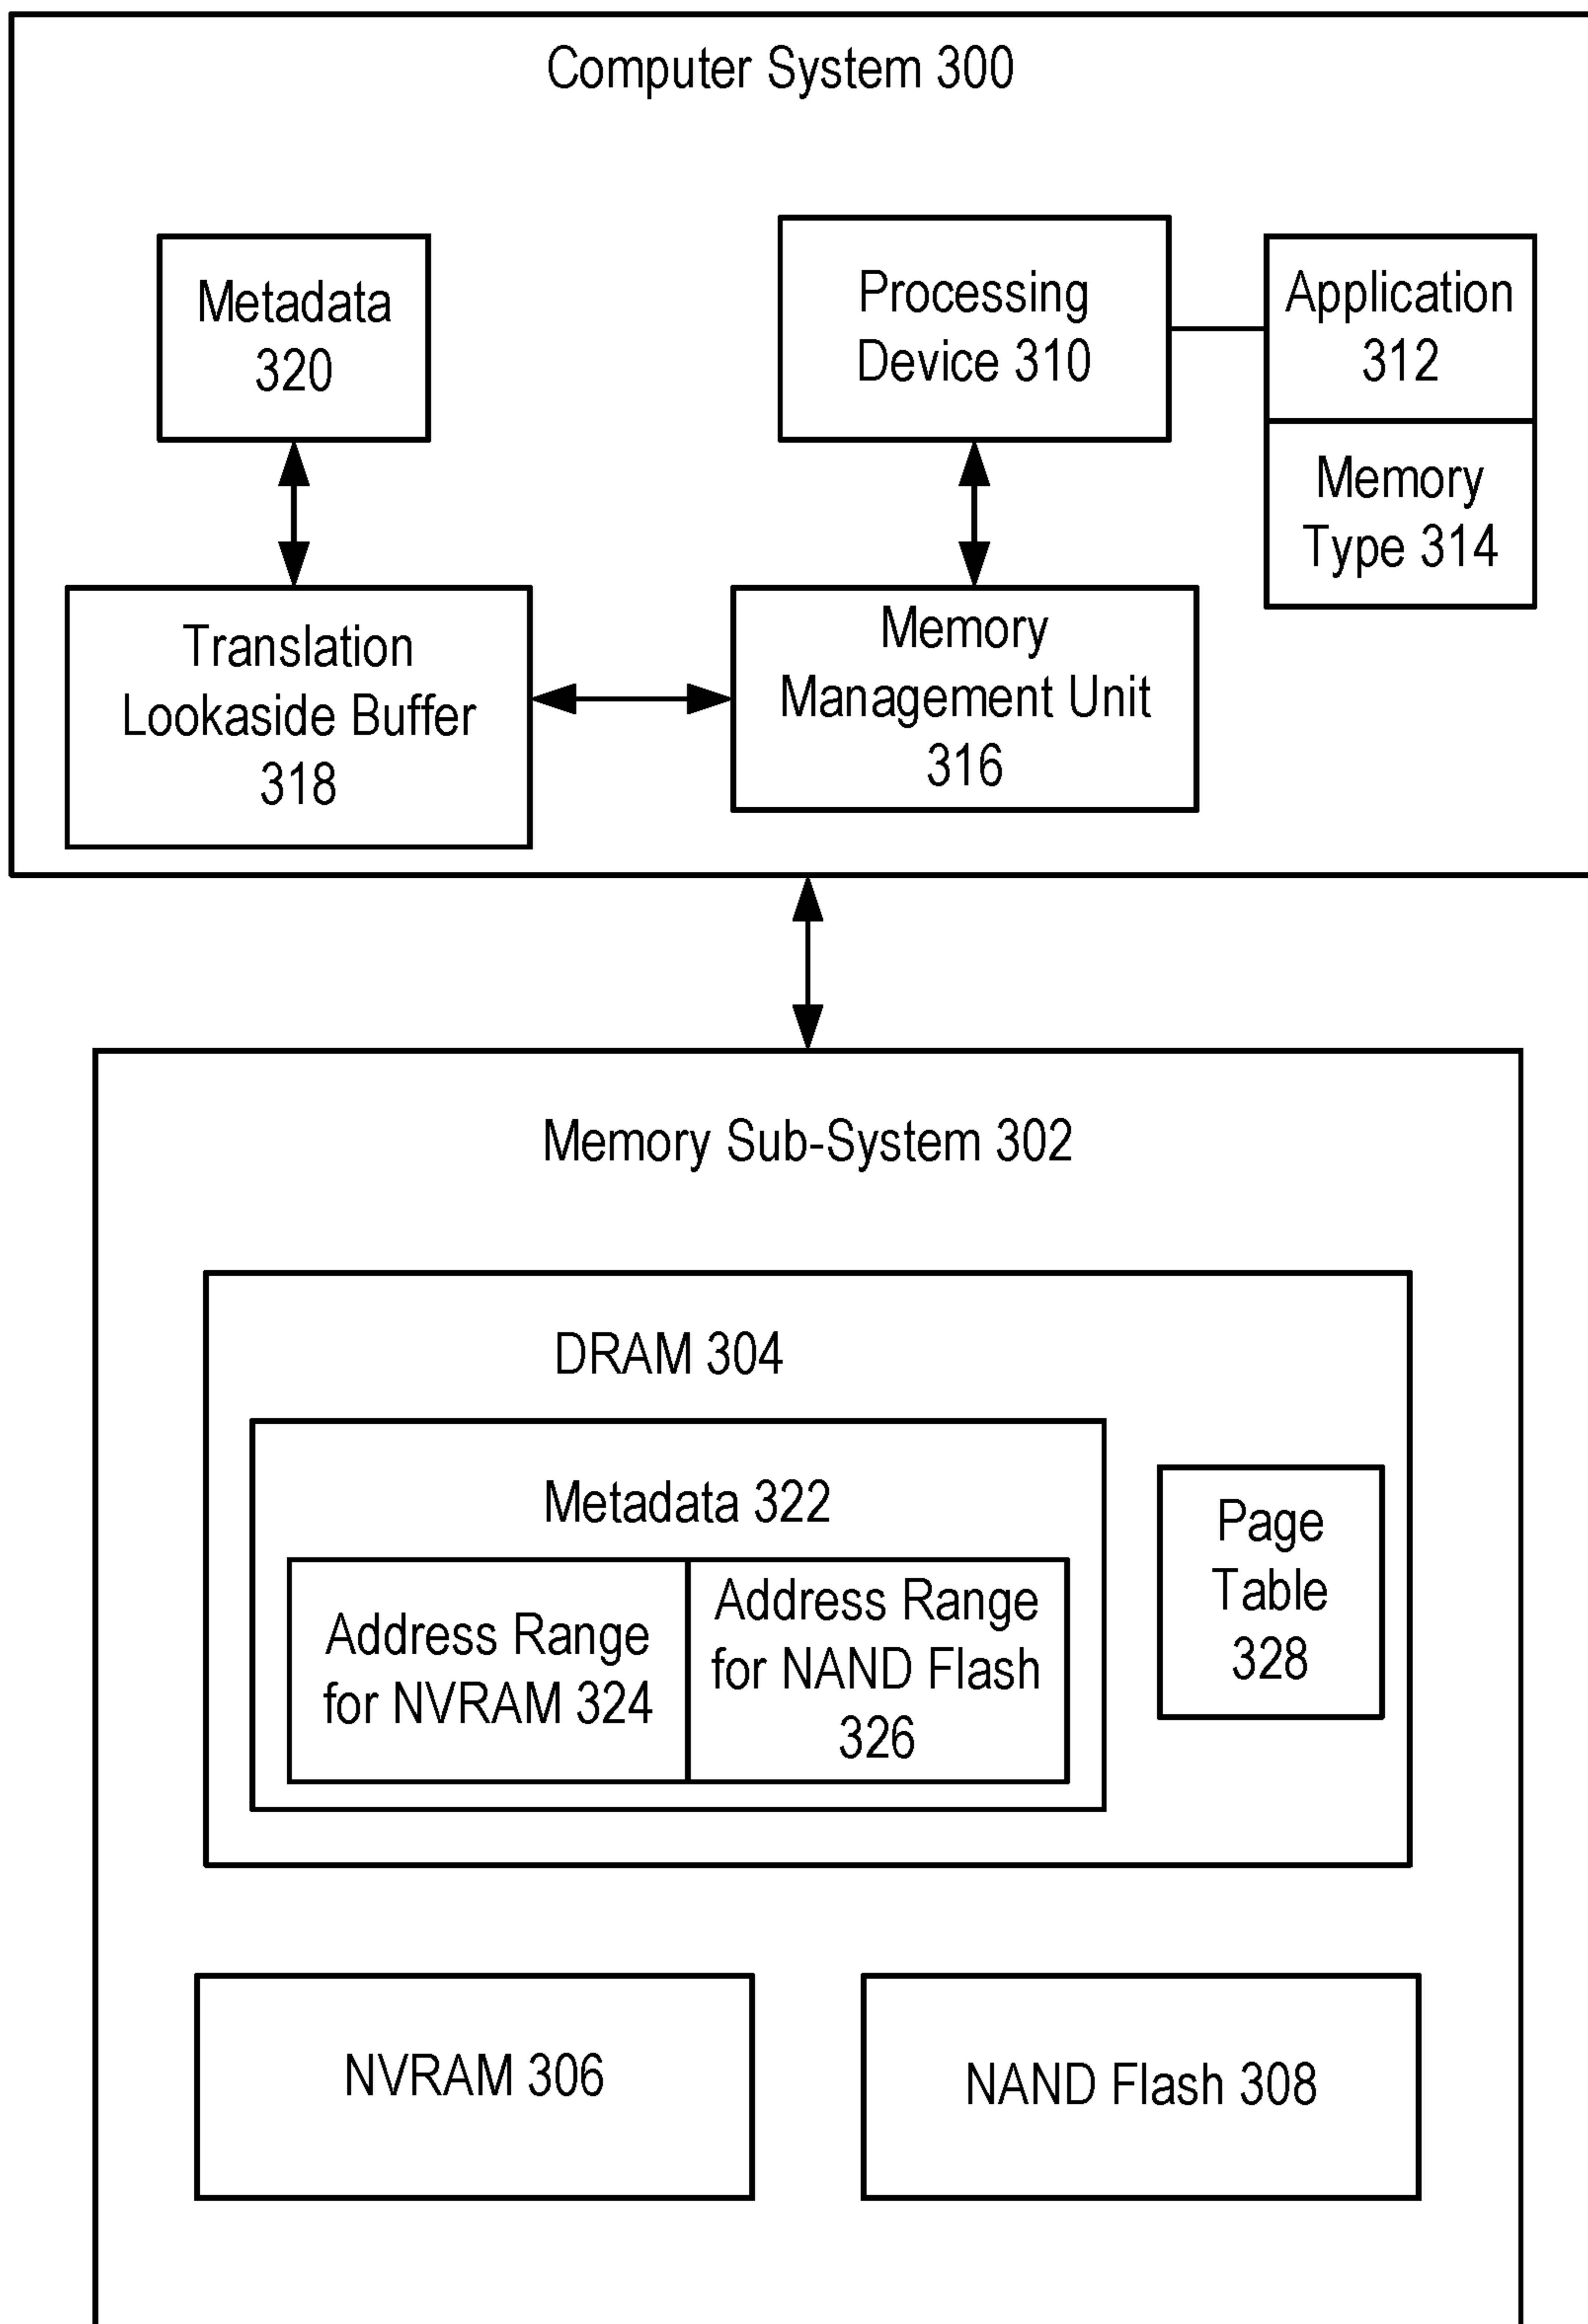 Computer System 300
Metadata
320
Processing
Device 310
Application
312
Memory
Type 314
Translation
Lookaside Buffer
318
Memory
Management Unit
316
Memory Sub-System 302
DRAM 304
Metadata 322
Address Range
for NVRAM 324
Address Range
for NAND Flash
326
Page
Table
328
NVRAM 306
NAND Flash 308